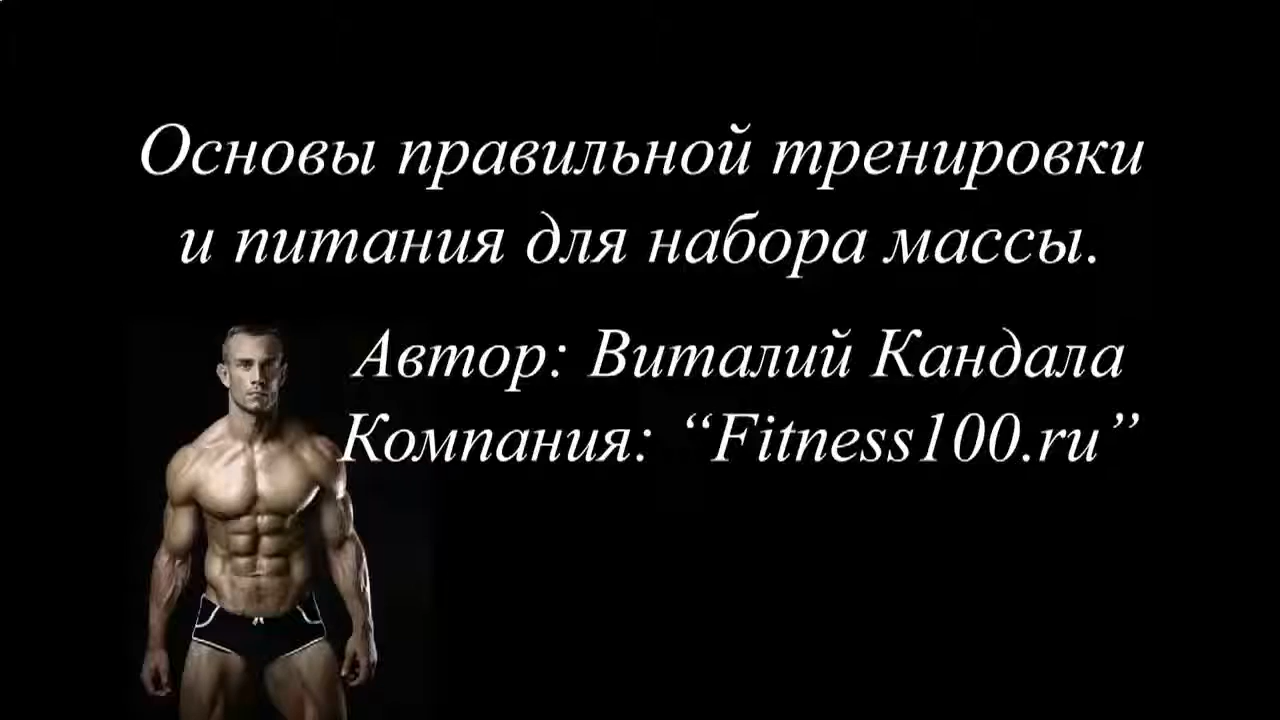 Основы правильной тренировки
и питания для набора массы.
Автор: Виталий Кандала
Компания: “Fitness100.ru”